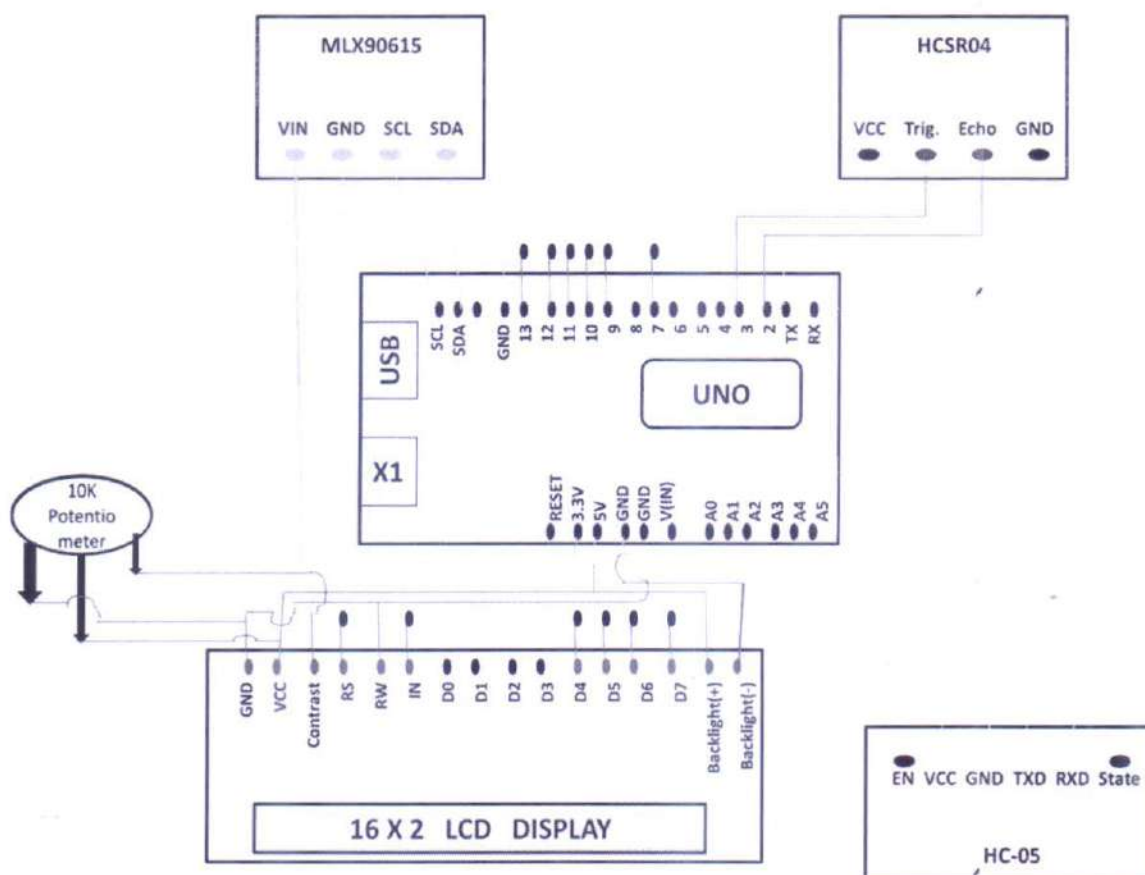 MLX90615
VIN GND SCL SDA
HCSR04
VCC Trig. Echo GND
SCL SDA GND 13 12 11 10 9 8 7 6 5 4 3 2 TX RX
USB
UNO
X1
RESET 3.3V 5V GND GND V(IN) A0 A1 A2 A3 A4 A5
10K
Potentio
meter
GND VCC Contrast RS RW IN D0 D1 D2 D3 D4 D5 D6 D7 Backlight(+) Backlight(-)
16 X 2 LCD DISPLAY
EN VCC GND TXD RXD State
HC-05